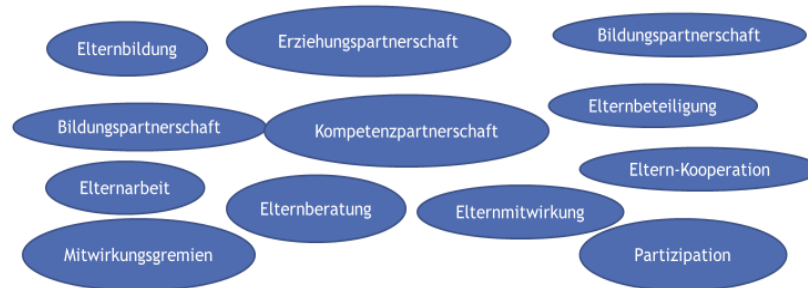 Elternbildung
Erziehungspartnerschaft
Bildungspartnerschaft
Bildungspartnerschaft
Kompetenzpartnerschaft
Elternbeteiligung
Elternarbeit
Elternberatung
Elternmitwirkung
Eltern-Kooperation
Mitwirkungsgremien
Partizipation